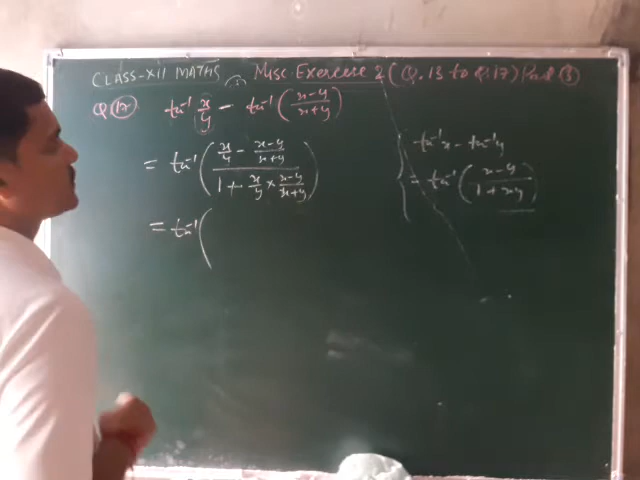 CLASS-XII MATHS, Misc Exercise 2 (Q.13 to Q.17) Part (3)
Q (17) tan⁻¹ x/y - tan⁻¹ (x-y / x+y)
= tan⁻¹ ( (x/y - (x-y)/(x+y)) / (1 + x/y × (x-y)/(x+y)) )
= tan⁻¹ (
tan⁻¹x - tan⁻¹y
= tan⁻¹ (x-y / 1+xy)